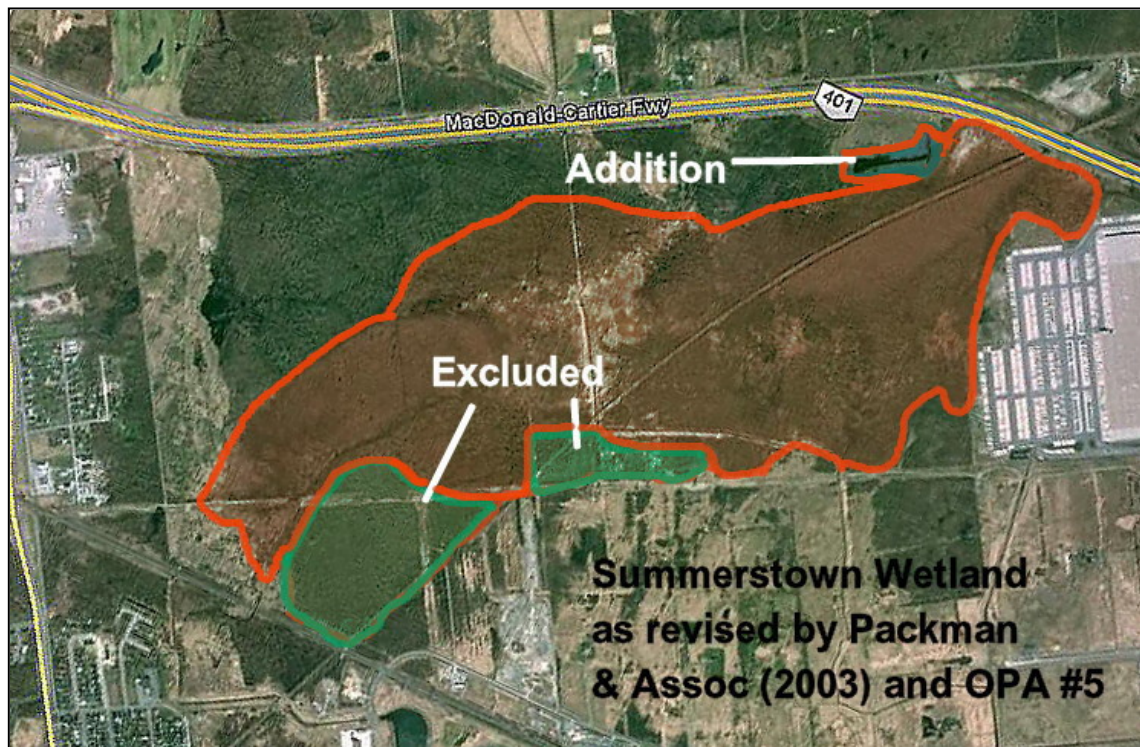 MacDonald-Cartier Fwy
401
Addition
Excluded
Summerstown Wetland
as revised by Packman
& Assoc (2003) and OPA #5